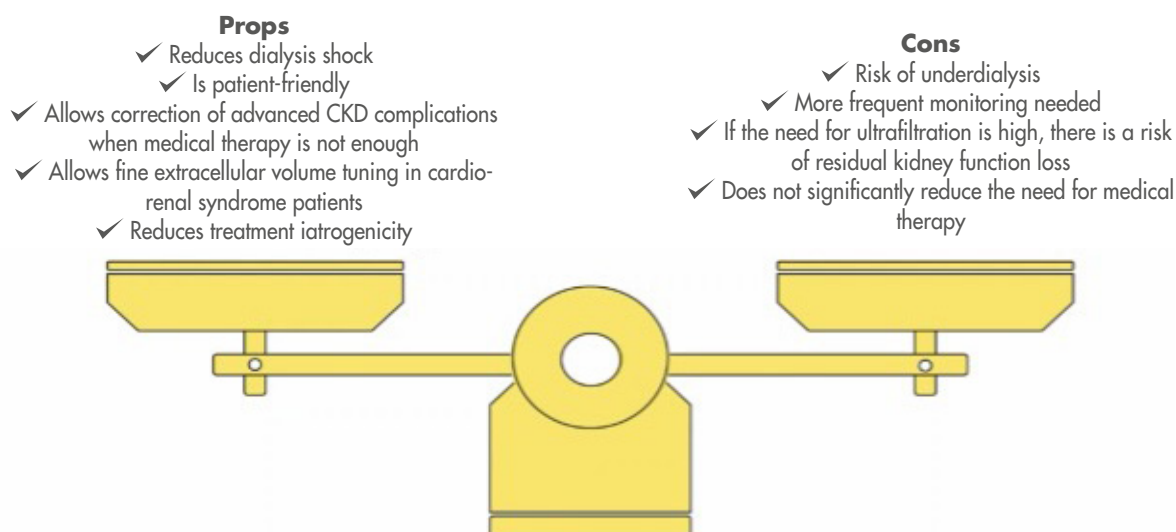 Props
✓ Reduces dialysis shock
✓ Is patient-friendly
✓ Allows correction of advanced CKD complications
when medical therapy is not enough
✓ Allows fine extracellular volume tuning in cardio-
renal syndrome patients
✓ Reduces treatment iatrogenicity
Cons
✓ Risk of underdialysis
✓ More frequent monitoring needed
✓ If the need for ultrafiltration is high, there is a risk
of residual kidney function loss
✓ Does not significantly reduce the need for medical
therapy